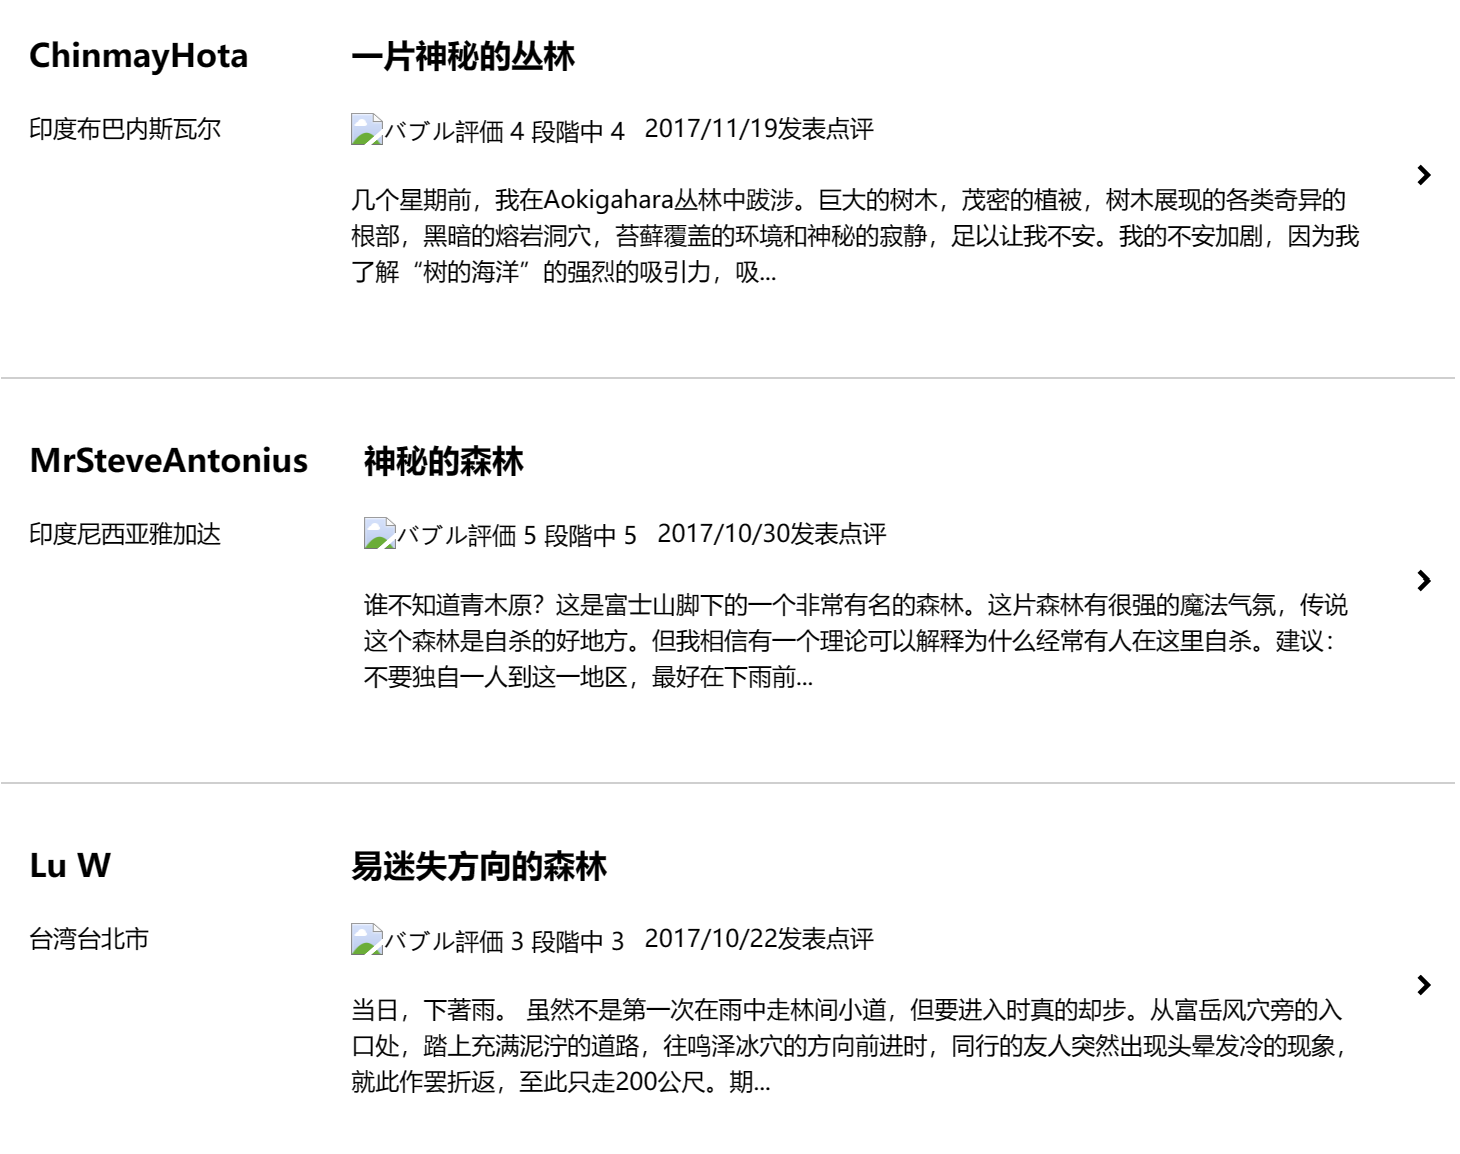 ChinmayHota
一片神秘的丛林
印度布巴内斯瓦尔
バブル評価 4 段階中 4 2017/11/19发表点评
几个星期前，我在Aokigahara丛林中跋涉。巨大的树木，茂密的植被，树木展现的各类奇异的
根部，黑暗的熔岩洞穴，苔藓覆盖的环境和神秘的寂静，足以让我不安。我的不安加剧，因为我
了解“树的海洋”的强烈的吸引力，吸...
MrSteveAntonius
神秘的森林
印度尼西亚雅加达
バブル評価 5 段階中 5 2017/10/30发表点评
谁不知道青木原？这是富士山脚下的一个非常有名的森林。这片森林有很强的魔法气氛，传说
这个森林是自杀的好地方。但我相信有一个理论可以解释为什么经常有人在这里自杀。建议：
不要独自一人到这一地区，最好在下雨前...
Lu W
易迷失方向的森林
台湾台北市
バブル評価 3 段階中 3 2017/10/22发表点评
当日，下著雨。 虽然不是第一次在雨中走林间小道，但要进入时真的却步。从富岳风穴旁的入
口处，踏上充满泥泞的道路，往鸣泽冰穴的方向前进时，同行的友人突然出现头晕发冷的现象，
就此作罢折返，至此只走200公尺。期...